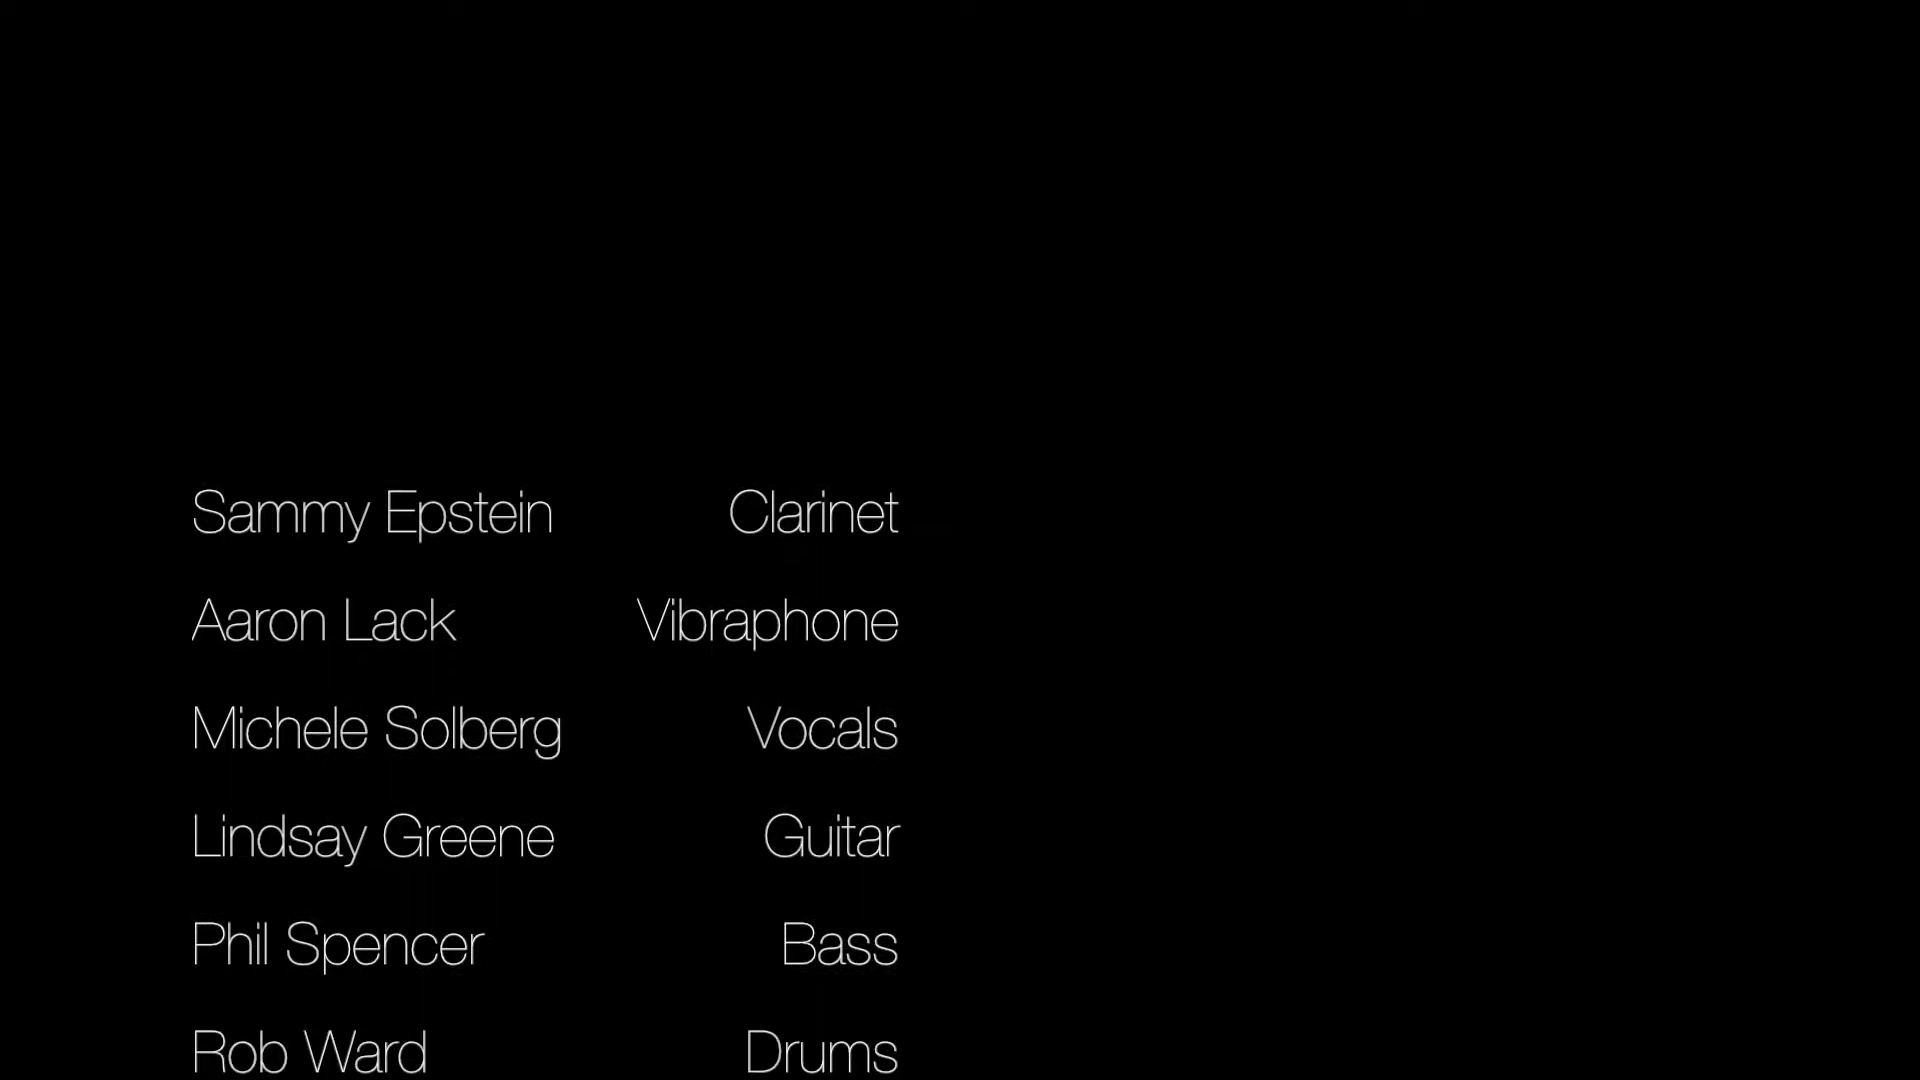 Sammy Epstein Clarinet
Aaron Lack Vibraphone
Michele Solberg Vocals
Lindsay Greene Guitar
Phil Spencer Bass
Rob Ward Drums